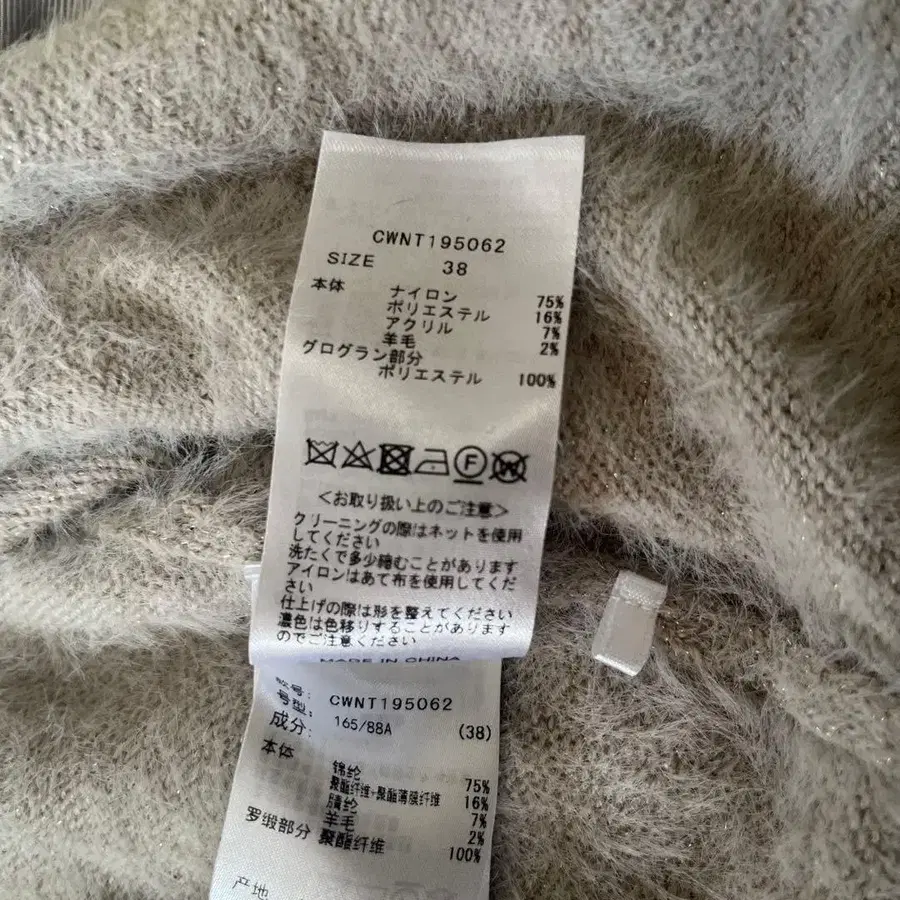 CWNT195062
SIZE 38
本体 ナイロン 75%
ポリエステル 16%
アクリル 7%
羊毛 2%
グログラン部分
ポリエステル 100%
F W
<お取り扱い上のご注意>
クリーニングの際はネットを使用
してください
洗たくで多少縮むことがあります
アイロンはあて布を使用してくだ
さい
仕上げの際は形を整えてください
濃色は色移りすることがあります
のでご注意ください
MADE IN CHINA
号: CWNT195062
号型: 165/88A (38)
成分:
本体
锦纶 75%
聚酯纤维+聚酯薄膜纤维 16%
腈纶 7%
羊毛 2%
罗缎部分 聚酯纤维 100%
产地